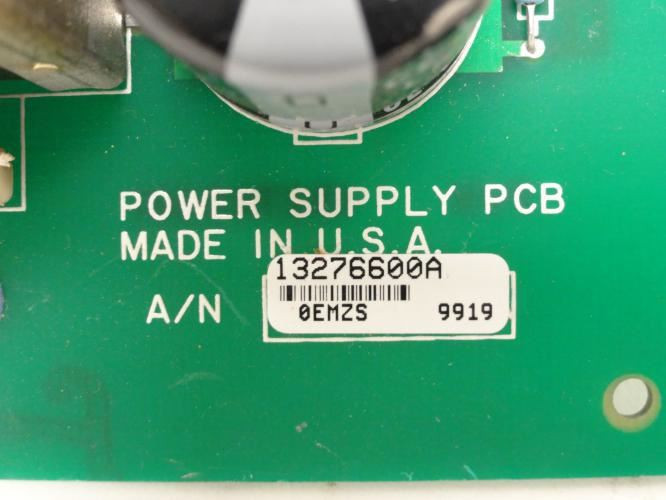 POWER SUPPLY PCB
MADE IN U.S.A.
13276600A
A/N
0EMZS 9919